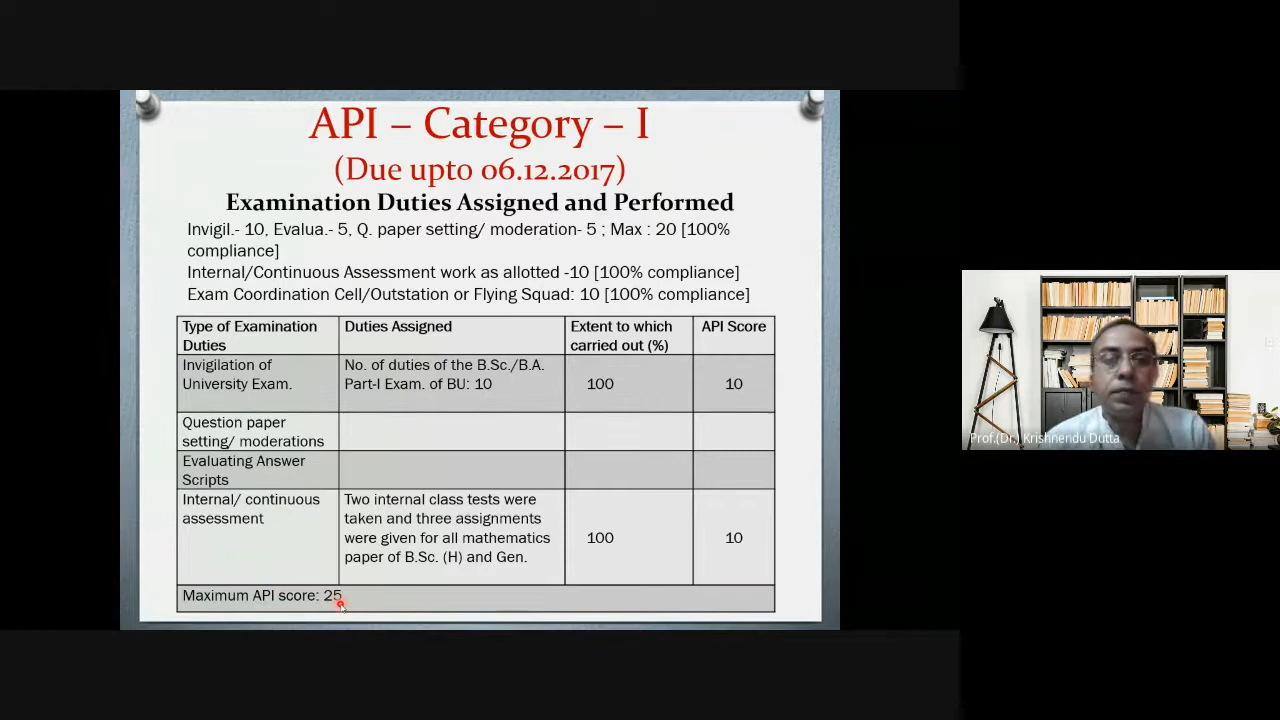 API – Category – I
(Due upto 06.12.2017)
Examination Duties Assigned and Performed
Invigil.- 10, Evalua.- 5, Q. paper setting/ moderation- 5 ; Max : 20 [100%
compliance]
Internal/Continuous Assessment work as allotted -10 [100% compliance]
Exam Coordination Cell/Outstation or Flying Squad: 10 [100% compliance]
Type of Examination
Duties
Duties Assigned
Extent to which
carried out (%)
API Score
Invigilation of
University Exam.
No. of duties of the B.Sc./B.A.
Part-I Exam. of BU: 10
100
10
Question paper
setting/ moderations
Evaluating Answer
Scripts
Internal/ continuous
assessment
Two internal class tests were
taken and three assignments
were given for all mathematics
paper of B.Sc. (H) and Gen.
100
10
Maximum API score: 25
Prof.(Dr.) Krishnendu Dutta